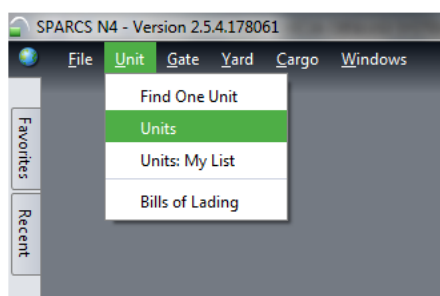 SPARCS N4 - Version 2.5.4.178061
File Unit Gate Yard Cargo Windows
Find One Unit
Units
Units: My List
Bills of Lading
Favorites
Recent